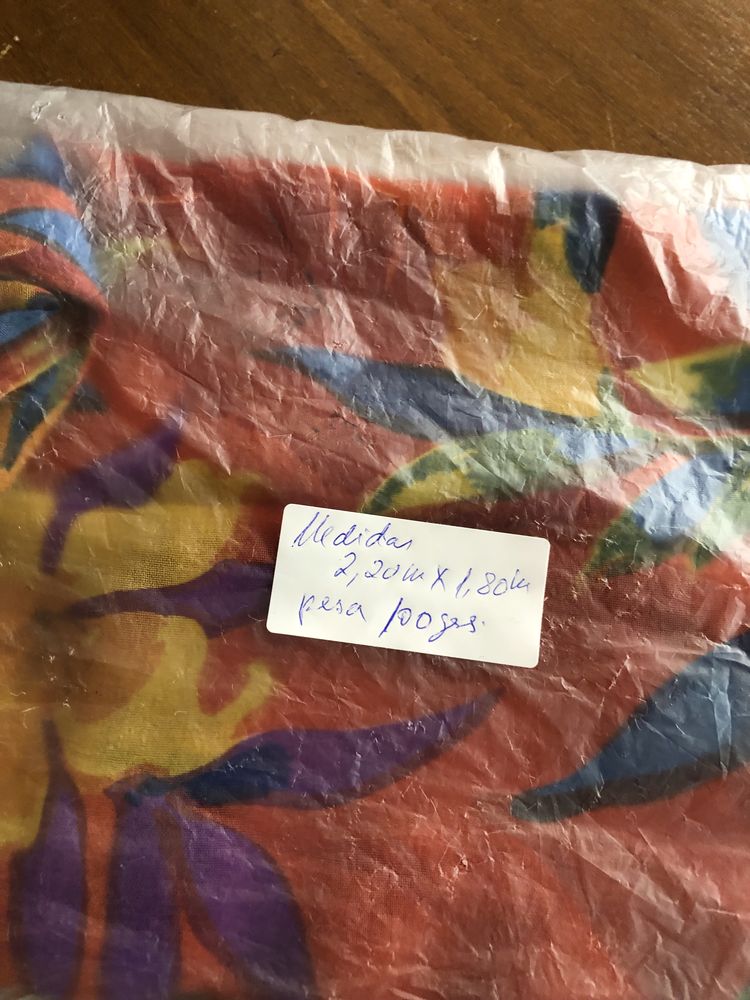 Medidas
2,20m x 1,80m
pesa 100grs.